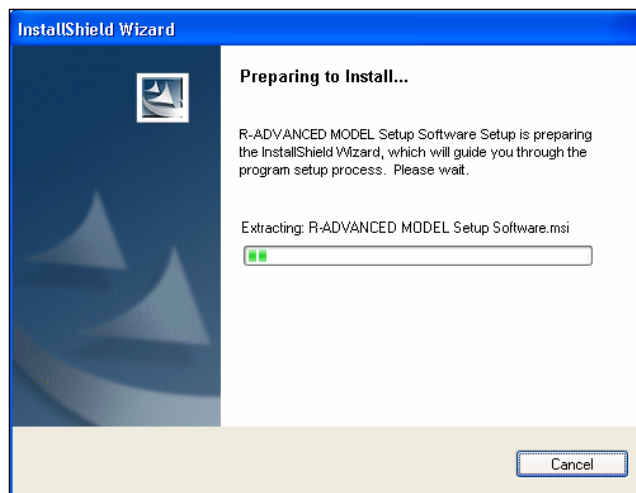 InstallShield Wizard
Preparing to Install...
R-ADVANCED MODEL Setup Software Setup is preparing
the InstallShield Wizard, which will guide you through the
program setup process. Please wait.
Extracting: R-ADVANCED MODEL Setup Software.msi
Cancel